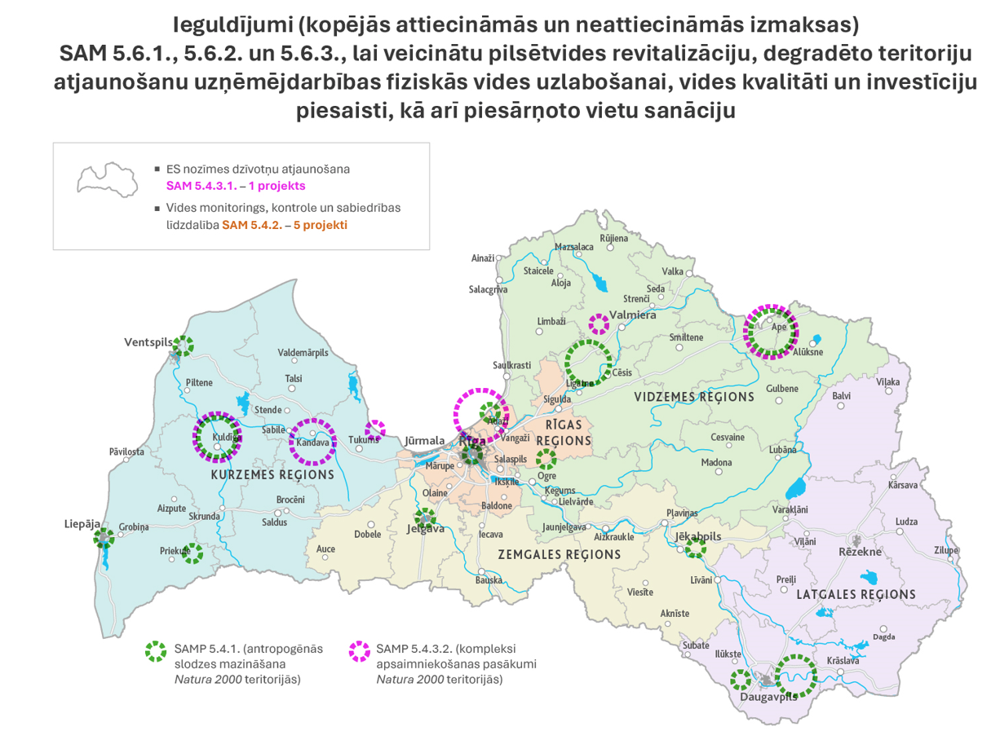 Ieguldījumi (kopējās attiecināmās un neattiecināmās izmaksas)
SAM 5.6.1., 5.6.2. un 5.6.3., lai veicinātu pilsētvides revitalizāciju, degradēto teritoriju
atjaunošanu uzņēmējdarbības fiziskās vides uzlabošanai, vides kvalitāti un investīciju
piesaisti, kā arī piesārņoto vietu sanāciju
ES nozīmes dzīvotņu atjaunošana
SAM 5.4.3.1. – 1 projekts
Vides monitorings, kontrole un sabiedrības
līdzdalība SAM 5.4.2. – 5 projekti
Rūjiena
Mazsalaca
Ainaži
Staicele
Valka
Aloja
Salacgrīva
Seda
Strenči
Valmiera
Limbaži
Ape
Smiltene
Ventspils
Alūksne
Valdemārpils
Saulkrasti
Cēsis
Talsi
Piltene
Līgatne
Viļaka
Gulbene
Balvi
VIDZEMES REĢIONS
Sigulda
Stende
Ādaži
RĪGAS
REĢIONS
Sabile
Kuldīga
Kandava
Tukums
Jūrmala
Rīga
Vangaži
Cesvaine
Lubāna
Pāvilosta
Salaspils
Madona
Mārupe
KURZEMES REĢIONS
Ogre
Ikšķile
Ķegums
Kārsava
Olaine
Lielvārde
Brocēni
Aizpute
Baldone
Varakļāni
Skrunda
Saldus
Pļaviņas
Liepāja
Grobiņa
Jelgava
Jaunjelgava
Ludza
Dobele
Iecava
Aizkraukle
Jēkabpils
Viļāni
Rēzekne
Zilupe
Auce
Priekule
ZEMGALES REĢIONS
Bauska
Līvāni
Preiļi
Viesīte
LATGALES REĢIONS
Aknīste
Dagda
Subate
Ilūkste
Krāslava
Daugavpils
SAMP 5.4.1. (antropogēnās
slodzes mazināšana
Natura 2000 teritorijās)
SAMP 5.4.3.2. (kompleksi
apsaimniekošanas pasākumi
Natura 2000 teritorijās)